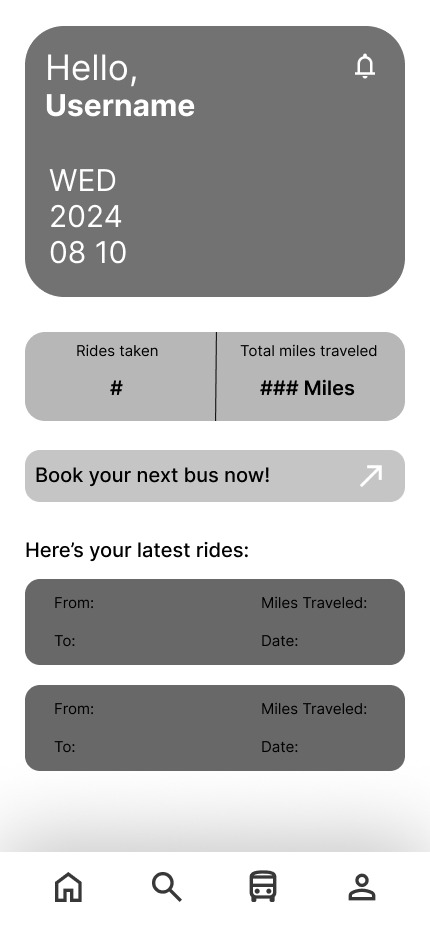 Hello,
Username
WED
2024
08 10
Rides taken
Total miles traveled
#
### Miles
Book your next bus now!
Here’s your latest rides:
From:
Miles Traveled:
To:
Date:
From:
Miles Traveled:
To:
Date: